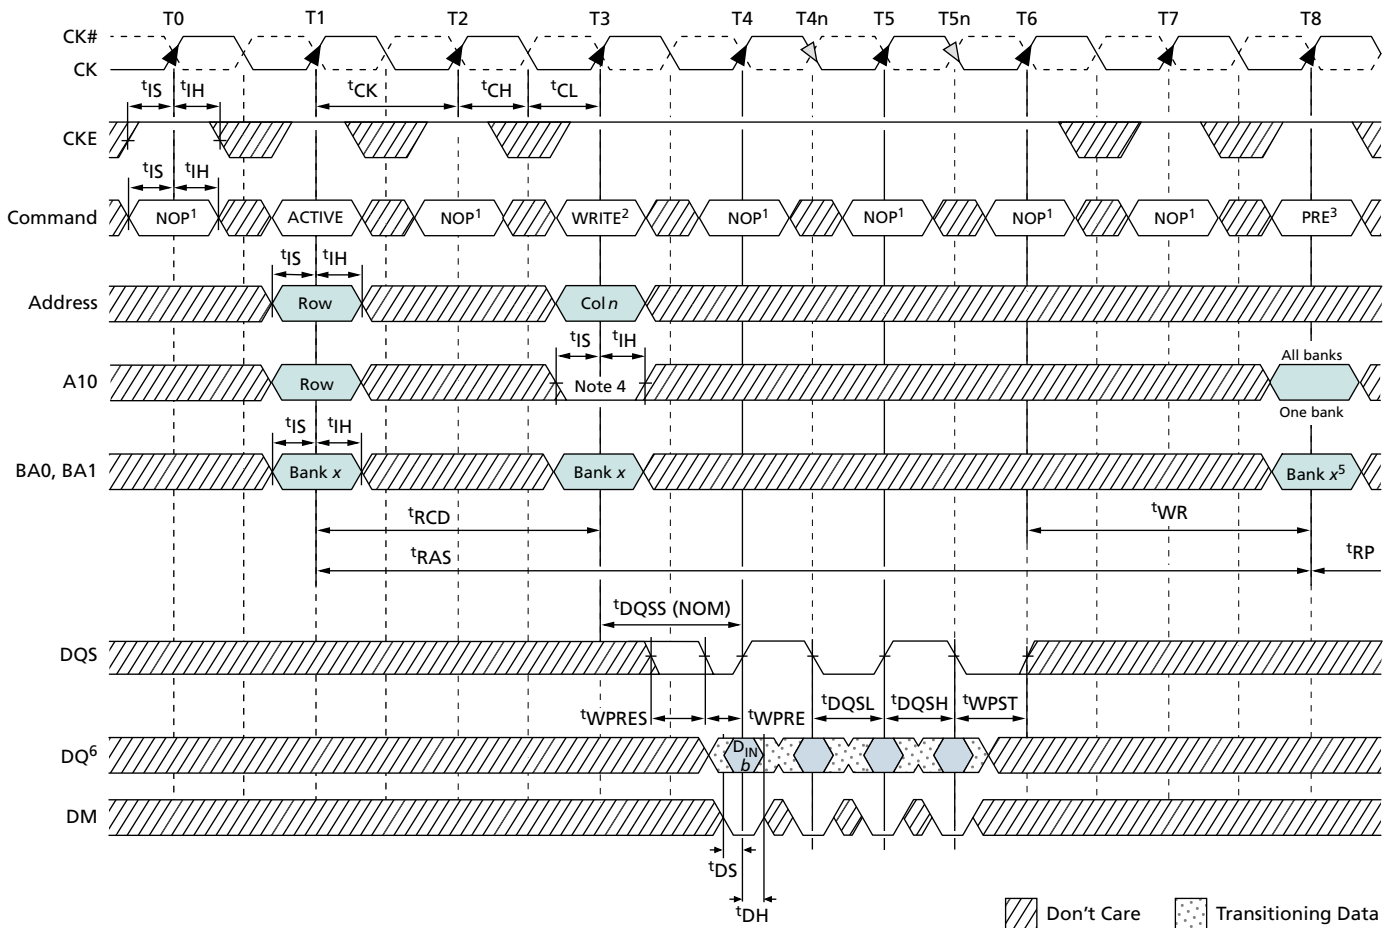 T0 T1 T2 T3 T4 T4n T5 T5n T6 T7 T8
CK#
CK
tIS tIH tCK tCH tCL
CKE
tIS tIH
Command NOP1 ACTIVE NOP1 WRITE2 NOP1 NOP1 NOP1 NOP1 PRE3
tIS tIH
Address Row Col n
tIS tIH
All banks
A10 Row Note 4
One bank
tIS tIH
BA0, BA1 Bank x Bank x Bank x5
tRCD tWR
tRAS tRP
tDQSS (NOM)
DQS
tWPRES tWPRE tDQSL tDQSH tWPST
DQ6 DIN
b
DM
tDS
tDH
Don't Care Transitioning Data